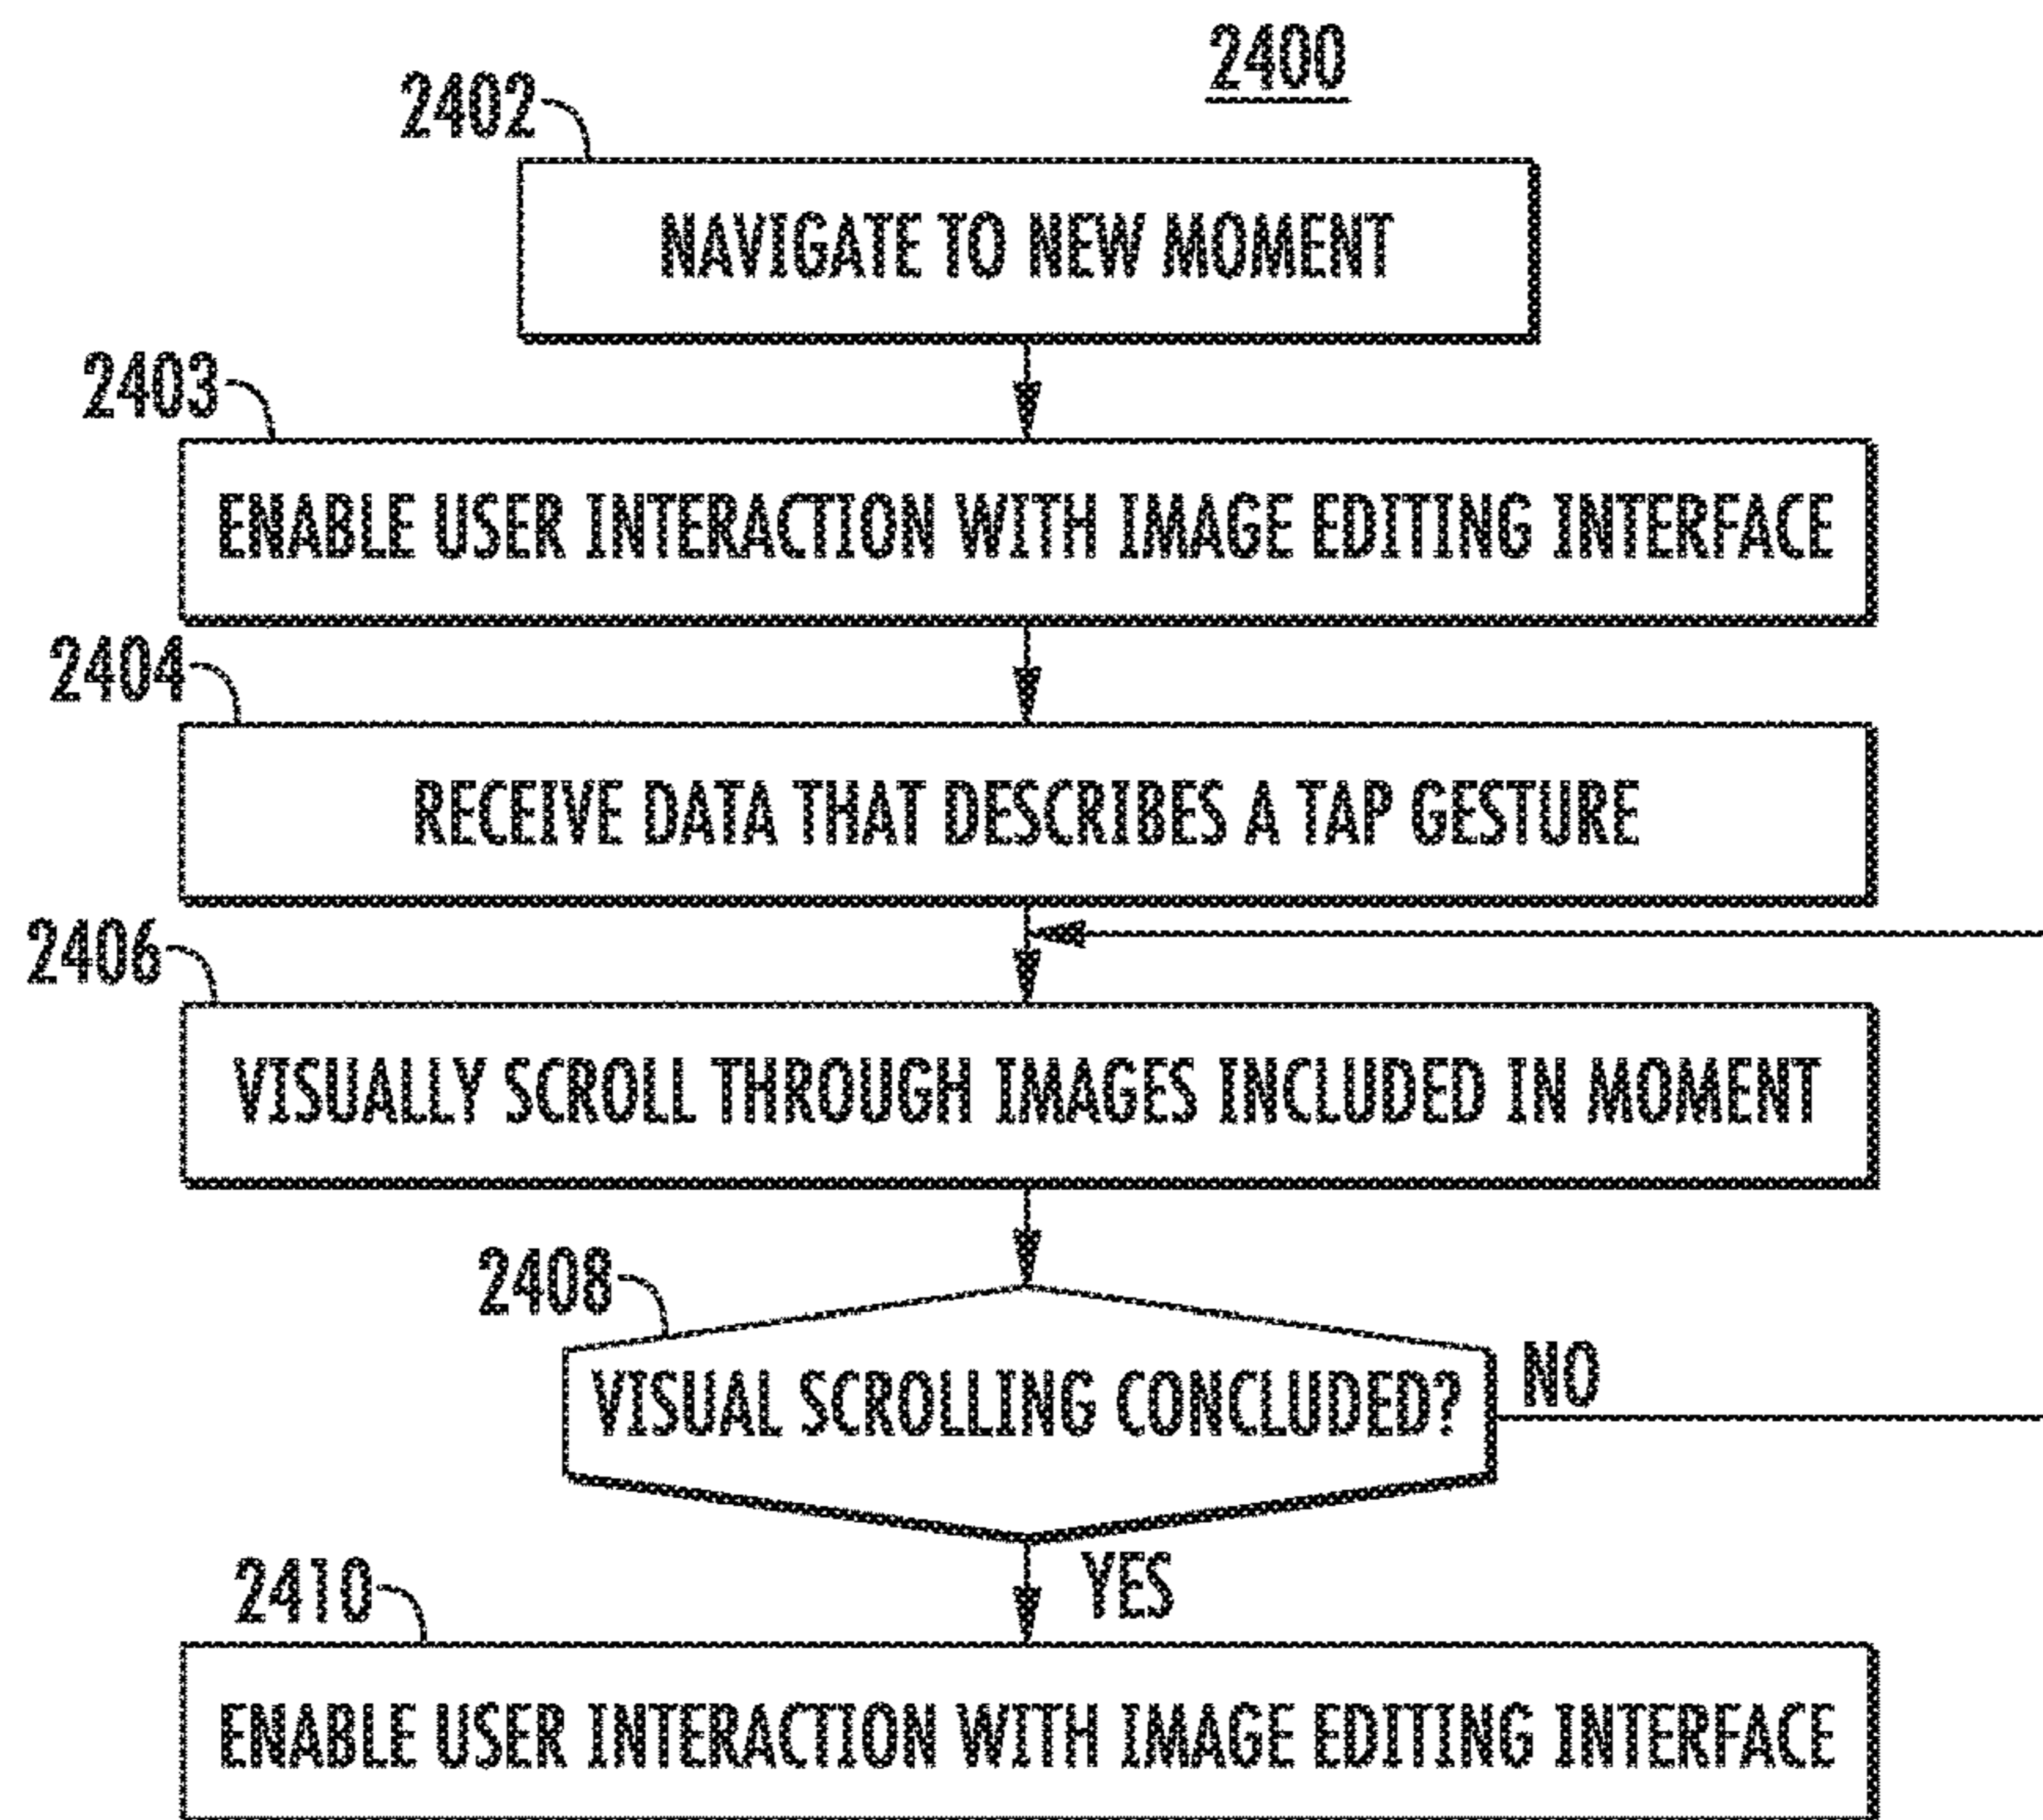 2400
2402
NAVIGATE TO NEW MOMENT
2403
ENABLE USER INTERACTION WITH IMAGE EDITING INTERFACE
2404
RECEIVE DATA THAT DESCRIBES A TAP GESTURE
2406
VISUALLY SCROLL THROUGH IMAGES INCLUDED IN MOMENT
2408
VISUAL SCROLLING CONCLUDED?
NO
YES
2410
ENABLE USER INTERACTION WITH IMAGE EDITING INTERFACE